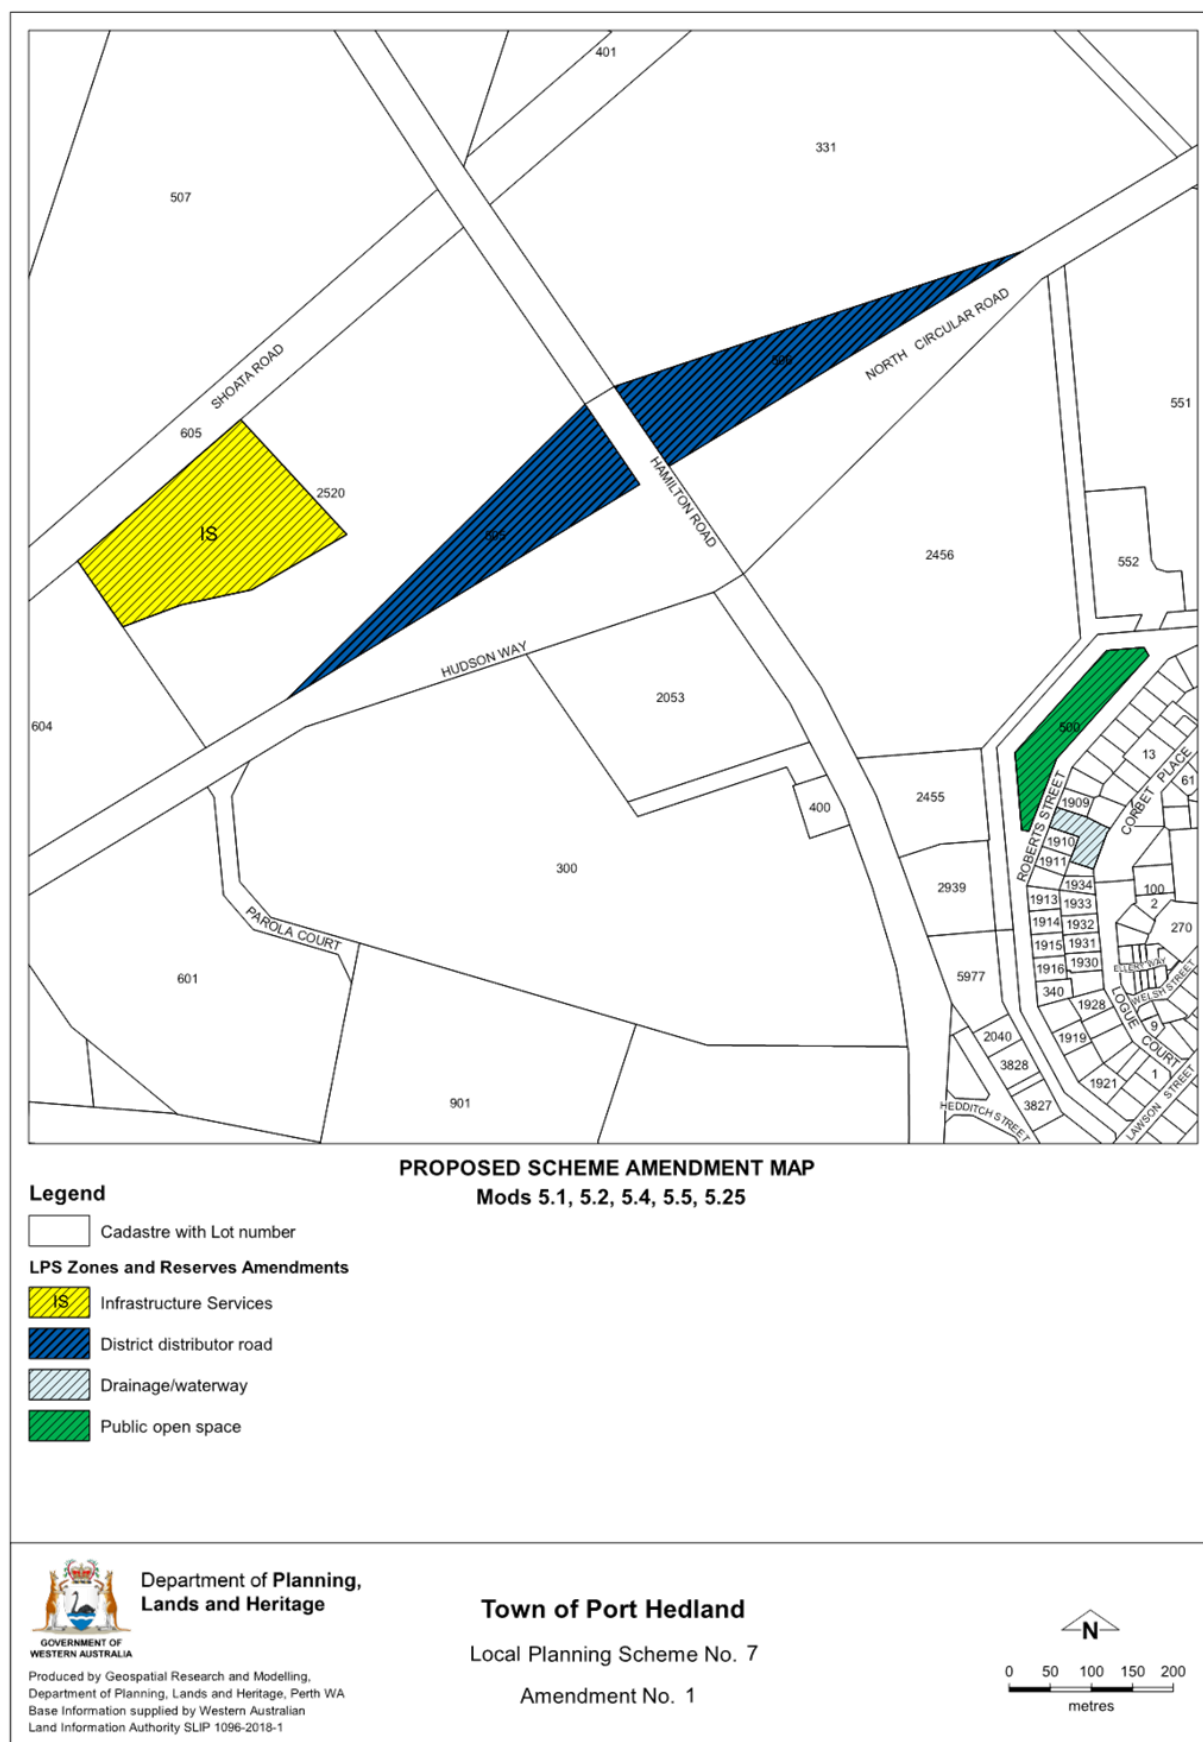 401
331
507
SHOATA ROAD
NORTH CIRCULAR ROAD
506
551
605
2520
IS
HAMILTON ROAD
505
2456
552
HUDSON WAY
2053
604
500
13
CORBET PLACE
61
2455
1909
400
ROBERTS STREET
1910
1911
300
2939
1934
100
1913
1933
2
1914
1932
270
PAROLA COURT
1915
1931
1916
1930
ELLERY WAY
601
5977
340
WELSH STREET
1928
LOGUE COURT
9
2040
1919
3828
1
1921
901
3827
HEDDITCH STREET
LAWSON STREET
PROPOSED SCHEME AMENDMENT MAP
Mods 5.1, 5.2, 5.4, 5.5, 5.25
Legend
Cadastre with Lot number
LPS Zones and Reserves Amendments
IS Infrastructure Services
District distributor road
Drainage/waterway
Public open space
Department of Planning,
Lands and Heritage
GOVERNMENT OF
WESTERN AUSTRALIA
Produced by Geospatial Research and Modelling,
Department of Planning, Lands and Heritage, Perth WA
Base Information supplied by Western Australian
Land Information Authority SLIP 1096-2018-1
Town of Port Hedland
Local Planning Scheme No. 7
Amendment No. 1
N
0 50 100 150 200
metres